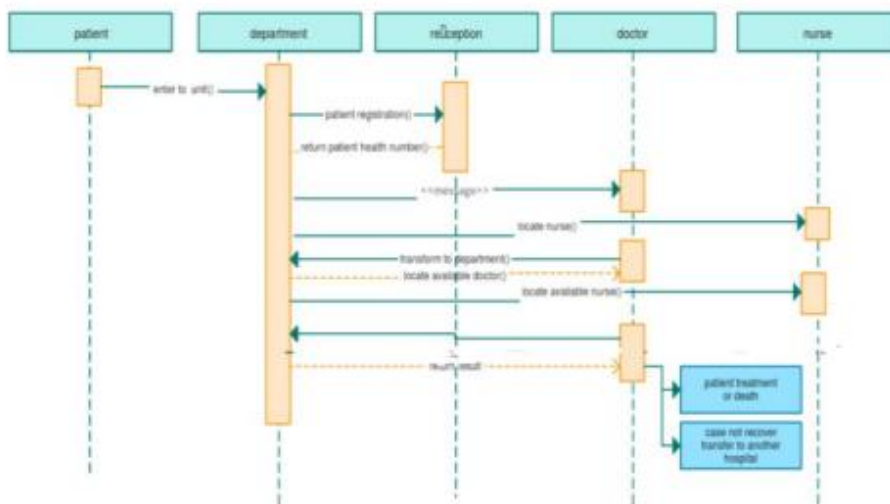 patient
department
reception
doctor
nurse
enter to unit()
patient registration()
return patient health number()
<<message>>
locate nurse()
transform to department()
locate available doctor()
locate available nurse()
return result
patient treatment
or death
case not recover
transfer to another
hospital